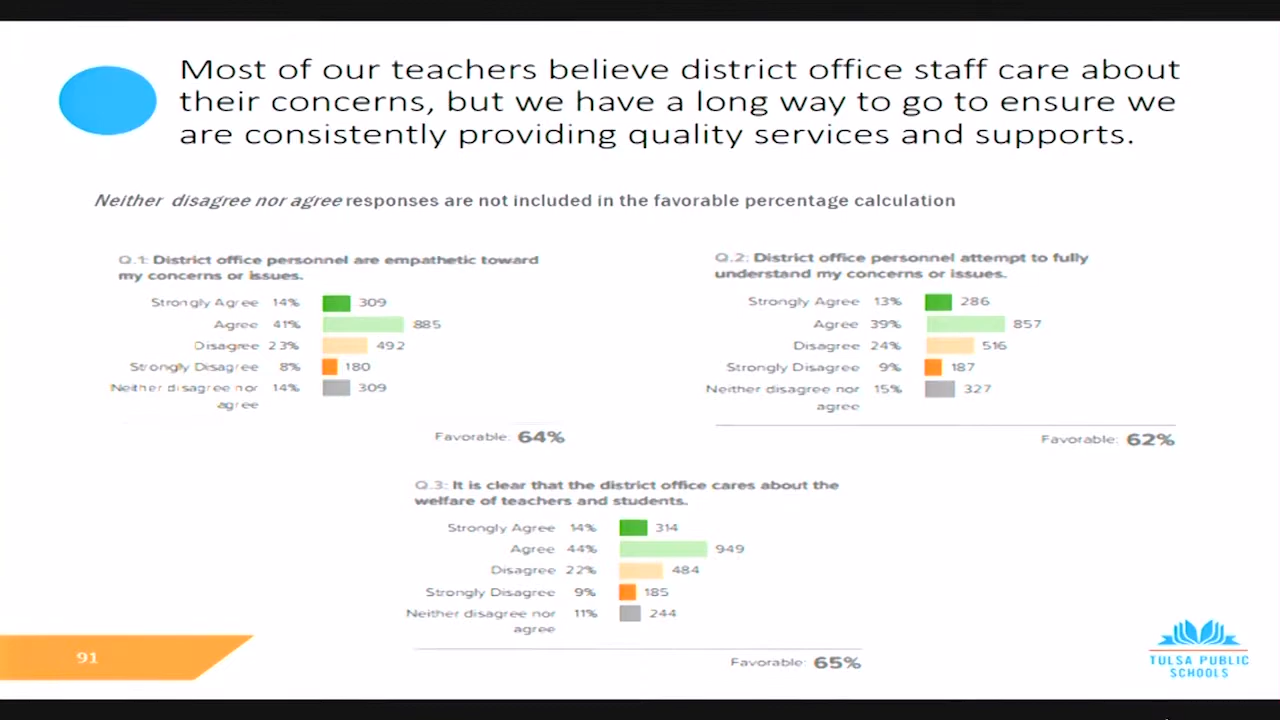 Most of our teachers believe district office staff care about
their concerns, but we have a long way to go to ensure we
are consistently providing quality services and supports.
Neither disagree nor agree responses are not included in the favorable percentage calculation
Q.1: District office personnel are empathetic toward
my concerns or issues.
Strongly Agree 14% 309
Agree 41% 885
Disagree 23% 492
Strongly Disagree 8% 180
Neither disagree nor 14% 309
agree
Favorable: 64%
Q.2: District office personnel attempt to fully
understand my concerns or issues.
Strongly Agree 13% 286
Agree 39% 857
Disagree 24% 516
Strongly Disagree 9% 187
Neither disagree nor 15% 327
agree
Favorable: 62%
Q.3: It is clear that the district office cares about the
welfare of teachers and students.
Strongly Agree 14% 314
Agree 44% 949
Disagree 22% 484
Strongly Disagree 9% 185
Neither disagree nor 11% 244
agree
Favorable: 65%
91
TULSA PUBLIC
SCHOOLS